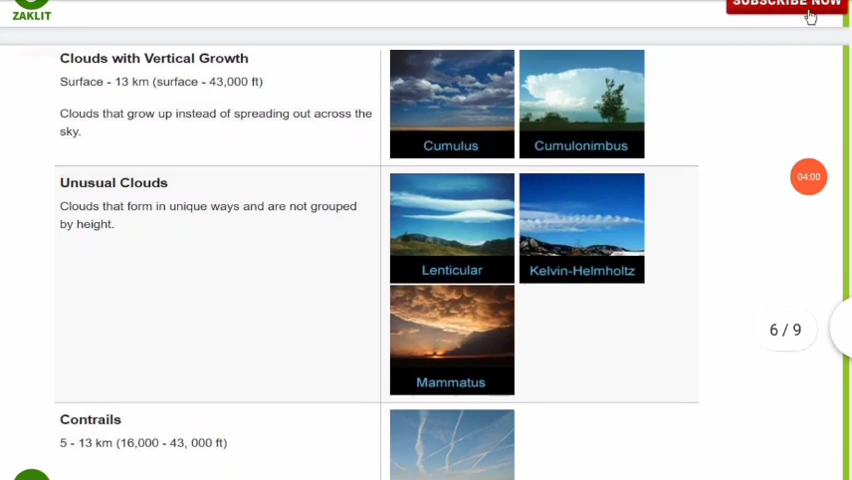 SUBSCRIBE NOW
ZAKLIT
Clouds with Vertical Growth
Surface - 13 km (surface - 43,000 ft)
Clouds that grow up instead of spreading out across the
sky.
Cumulus
Cumulonimbus
Unusual Clouds
Clouds that form in unique ways and are not grouped
by height.
Lenticular
Kelvin-Helmholtz
Mammatus
04:00
6 / 9
Contrails
5 - 13 km (16,000 - 43, 000 ft)